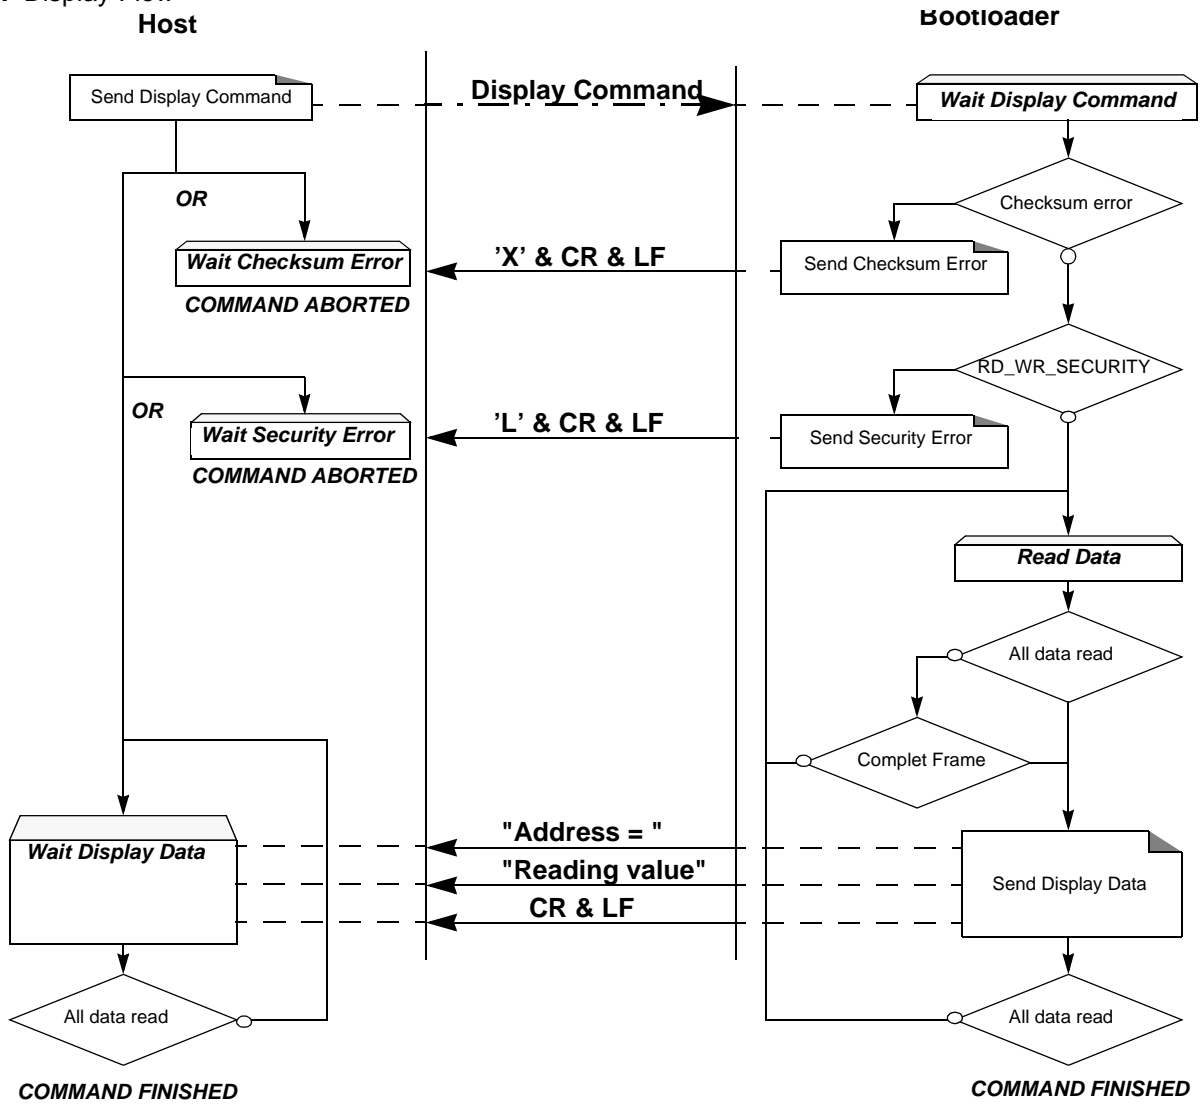 Display Flow
Host
Bootloader
Send Display Command
Display Command
Wait Display Command
OR
Checksum error
Wait Checksum Error
’X’ & CR & LF
Send Checksum Error
COMMAND ABORTED
RD_WR_SECURITY
OR
Wait Security Error
’L’ & CR & LF
Send Security Error
COMMAND ABORTED
Read Data
All data read
Complet Frame
Wait Display Data
"Address = "
"Reading value"
CR & LF
Send Display Data
All data read
All data read
COMMAND FINISHED
COMMAND FINISHED